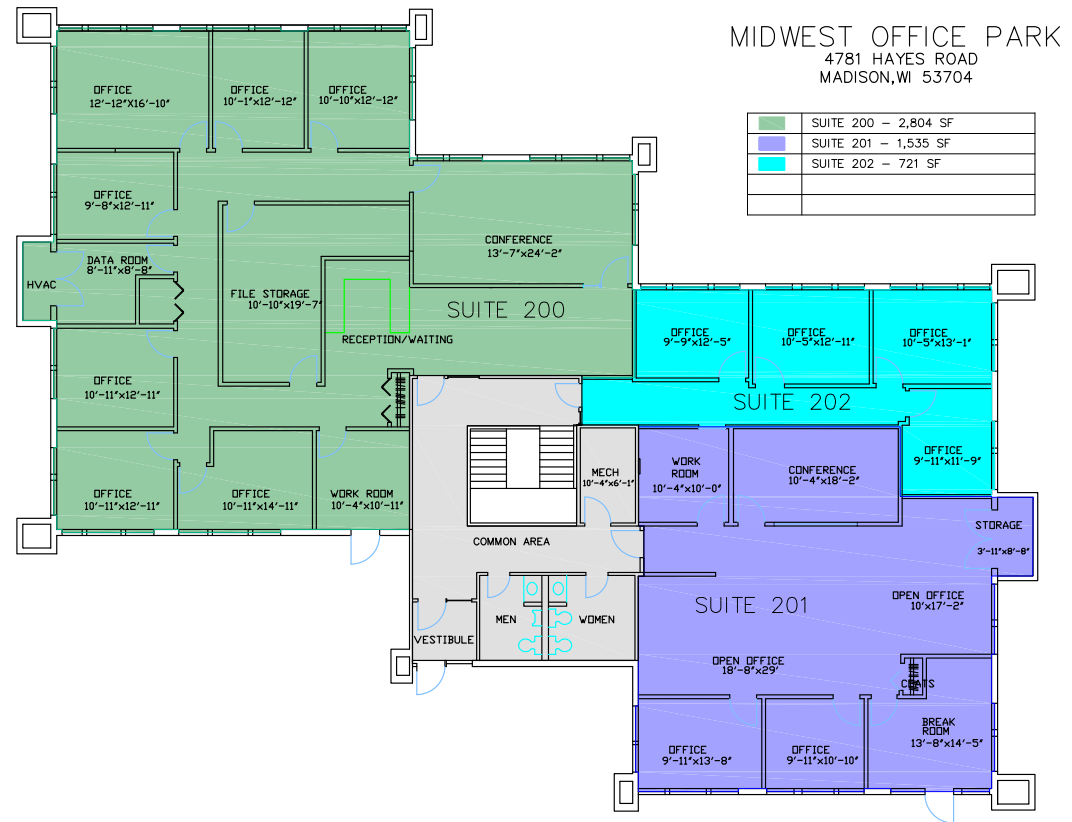 MIDWEST OFFICE PARK
4781 HAYES ROAD
MADISON,WI 53704
SUITE 200 - 2,804 SF
SUITE 201 - 1,535 SF
SUITE 202 - 721 SF
OFFICE
12'-12"X16'-10"
OFFICE
10'-1"x12'-12"
OFFICE
10'-10"x12'-12"
OFFICE
9'-8"x12'-11"
CONFERENCE
13'-7"x24'-2"
DATA ROOM
8'-11"x8'-8"
HVAC
FILE STORAGE
10'-10"x19'-7"
SUITE 200
RECEPTION/WAITING
OFFICE
9'-9"x12'-5"
OFFICE
10'-5"x12'-11"
OFFICE
10'-5"x13'-1"
OFFICE
10'-11"x12'-11"
SUITE 202
OFFICE
9'-11"x11'-9"
OFFICE
10'-11"x12'-11"
OFFICE
10'-11"x14'-11"
WORK ROOM
10'-4"x10'-11"
MECH
10'-4"x6'-1"
WORK
ROOM
10'-4"x10'-0"
CONFERENCE
10'-4"x18'-2"
STORAGE
3'-11"x8'-8"
COMMON AREA
OPEN OFFICE
10'x17'-2"
SUITE 201
MEN
WOMEN
VESTIBULE
OPEN OFFICE
18'-8"x29'
COATS
BREAK
ROOM
13'-8"x14'-5"
OFFICE
9'-11"x13'-8"
OFFICE
9'-11"x10'-10"